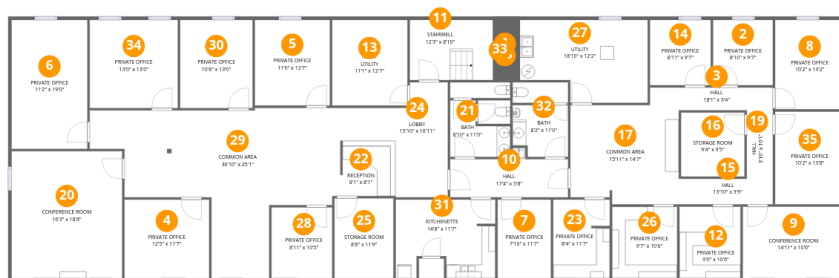 11
STAIRWELL
12'3" x 8'10"
6
PRIVATE OFFICE
11'2" x 19'0"
34
PRIVATE OFFICE
13'0" x 13'0"
30
PRIVATE OFFICE
10'8" x 13'0"
5
PRIVATE OFFICE
11'0" x 12'7"
13
UTILITY
11'1" x 12'7"
33
27
UTILITY
18'10" x 12'2"
14
PRIVATE OFFICE
8'11" x 9'7"
2
PRIVATE OFFICE
8'10" x 9'7"
8
PRIVATE OFFICE
10'2" x 13'2"
3
HALL
18'1" x 3'4"
24
LOBBY
15'10" x 16'11"
21
BATH
8'10" x 11'0"
32
BATH
8'2" x 11'0"
29
COMMON AREA
36'10" x 25'1"
17
COMMON AREA
15'11" x 14'7"
16
STORAGE ROOM
9'4" x 9'5"
19
HALL
3'10" x 10'1"
35
PRIVATE OFFICE
10'2" x 13'8"
22
RECEPTION
8'1" x 8'1"
10
HALL
17'4" x 5'8"
15
HALL
13'10" x 3'9"
20
CONFERENCE ROOM
16'3" x 18'8"
4
PRIVATE OFFICE
12'5" x 11'7"
28
PRIVATE OFFICE
8'11" x 10'5"
25
STORAGE ROOM
8'8" x 11'9"
31
KITCHENETTE
14'8" x 11'7"
7
PRIVATE OFFICE
7'10" x 11'7"
23
PRIVATE OFFICE
8'4" x 11'7"
26
PRIVATE OFFICE
9'7" x 10'6"
12
PRIVATE OFFICE
9'0" x 10'6"
9
CONFERENCE ROOM
14'11" x 10'6"